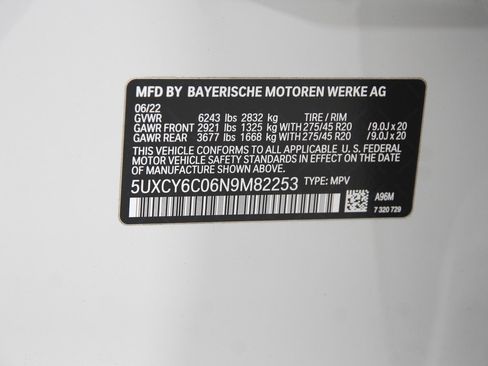 MFD BY BAYERISCHE MOTOREN WERKE AG
06/22
GVWR 6243 lbs 2832 kg TIRE / RIM
GAWR FRONT 2921 lbs 1325 kg WITH 275/45 R20 /9.0J x 20
GAWR REAR 3677 lbs 1668 kg WITH 275/45 R20 /9.0J x 20
THIS VEHICLE CONFORMS TO ALL APPLICABLE U. S. FEDERAL
MOTOR VEHICLE SAFETY STANDARDS IN EFFECT ON THE DATE
OF MANUFACTURE SHOWN ABOVE.
5UXCY6C06N9M82253 TYPE: MPV
A96M
7 320 729